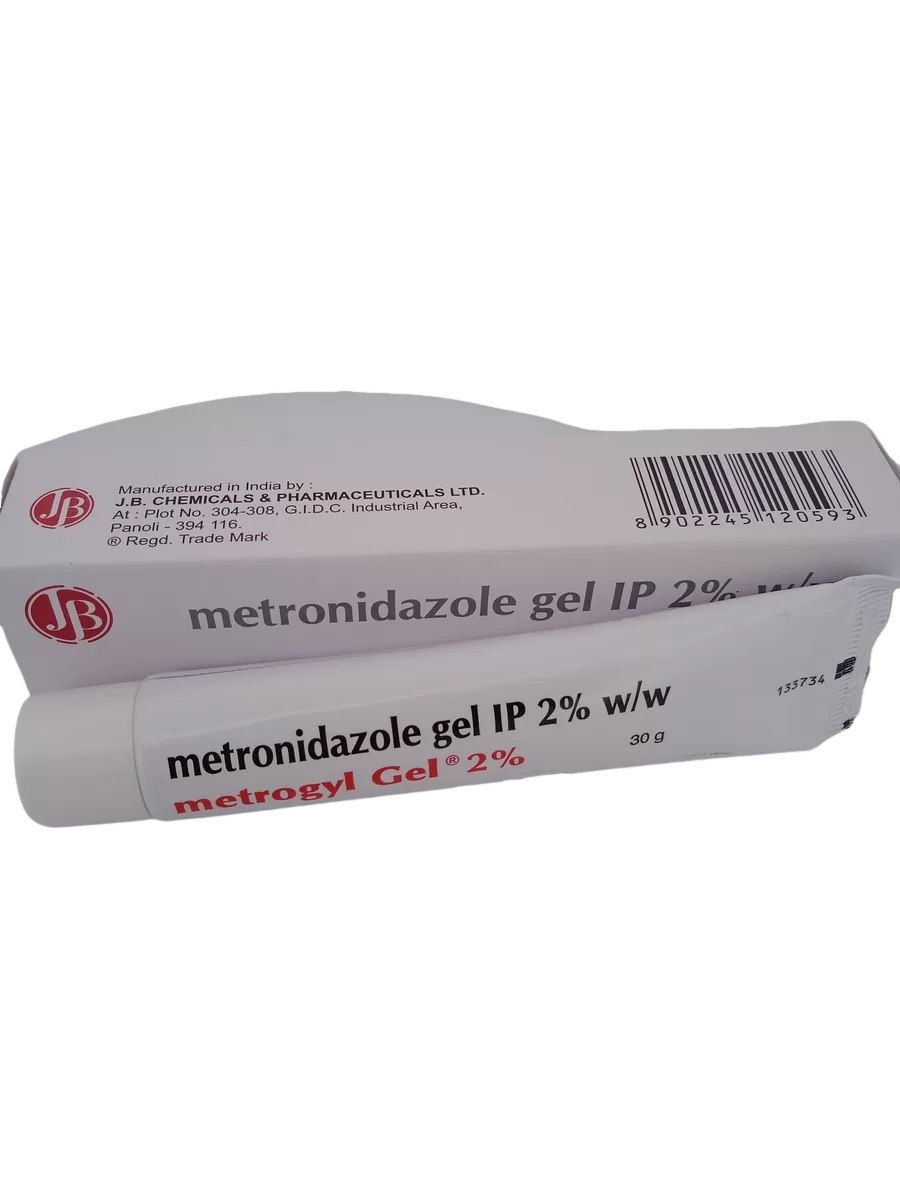 JB
Manufactured in India by :
J.B. CHEMICALS & PHARMACEUTICALS LTD.
At : Plot No. 304-308, G.I.D.C. Industrial Area,
Panoli - 394 116.
® Regd. Trade Mark
8 902245 120593
JB
metronidazole gel IP 2% w/w
metronidazole gel IP 2% w/w
metrogyl Gel® 2%
30 g
133734